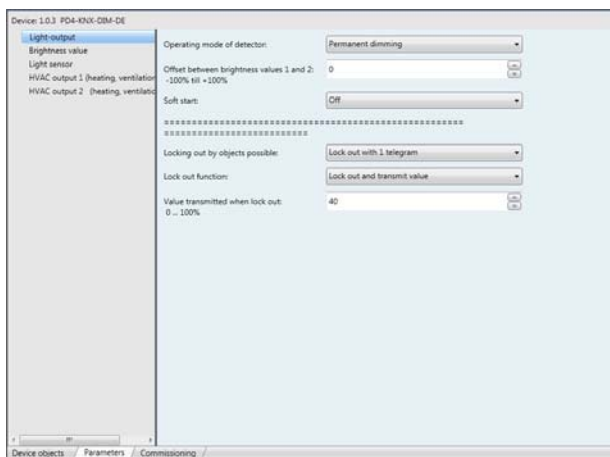 Device: 1.0.3 PD4-KNX-DIM-DE
Light-output
Brightness value
Light sensor
HVAC output 1 (heating, ventilation
HVAC output 2 (heating, ventilatio
Operating mode of detector:
Permanent dimming
Offset between brightness values 1 and 2:
-100% till +100%
0
Soft start:
Off
Locking out by objects possible:
Lock out with 1 telegram
Lock out function:
Lock out and transmit value
Value transmitted when lock out:
0 ... 100%
40
Device objects
Parameters
Commissioning